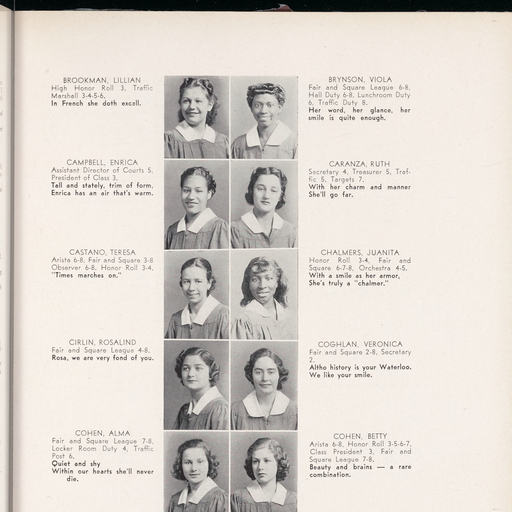 BROOKMAN, LILLIAN
High Honor Roll 3, Traffic
Marshall 3-4-5-6.
In French she doth excell.
CAMPBELL, ENRICA
Assistant Director of Courts 5,
President of Class 3.
Tall and stately, trim of form,
Enrica has an air that's warm.
CASTANO, TERESA
Arista 6-8, Fair and Square 3-8
Observer 6-8, Honor Roll 3-4.
"Times marches on."
CIRLIN, ROSALIND
Fair and Square League 4-8.
Rosa, we are very fond of you.
COHEN, ALMA
Fair and Square League 7-8,
Locker Room Duty 4, Traffic
Post 6.
Quiet and shy
Within our hearts she'll never
die.
BRYNSON, VIOLA
Fair and Square League 6-8,
Hall Duty 6-8, Lunchroom Duty
6, Traffic Duty 8.
Her word, her glance, her
smile is quite enough.
CARANZA, RUTH
Secretary 4, Treasurer 5, Traf-
fic 5, Targets 7.
With her charm and manner
She'll go far.
CHALMERS, JUANITA
Honor Roll 3-4, Fair and
Square 6-7-8, Orchestra 4-5.
With a smile as her armor,
She's truly a "chalmer."
COGHLAN, VERONICA
Fair and Square 2-8, Secretary
2.
Altho history is your Waterloo.
We like your smile.
COHEN, BETTY
Arista 6-8, Honor Roll 3-5-6-7,
Class President 3, Fair and
Square League 7-8.
Beauty and brains — a rare
combination.